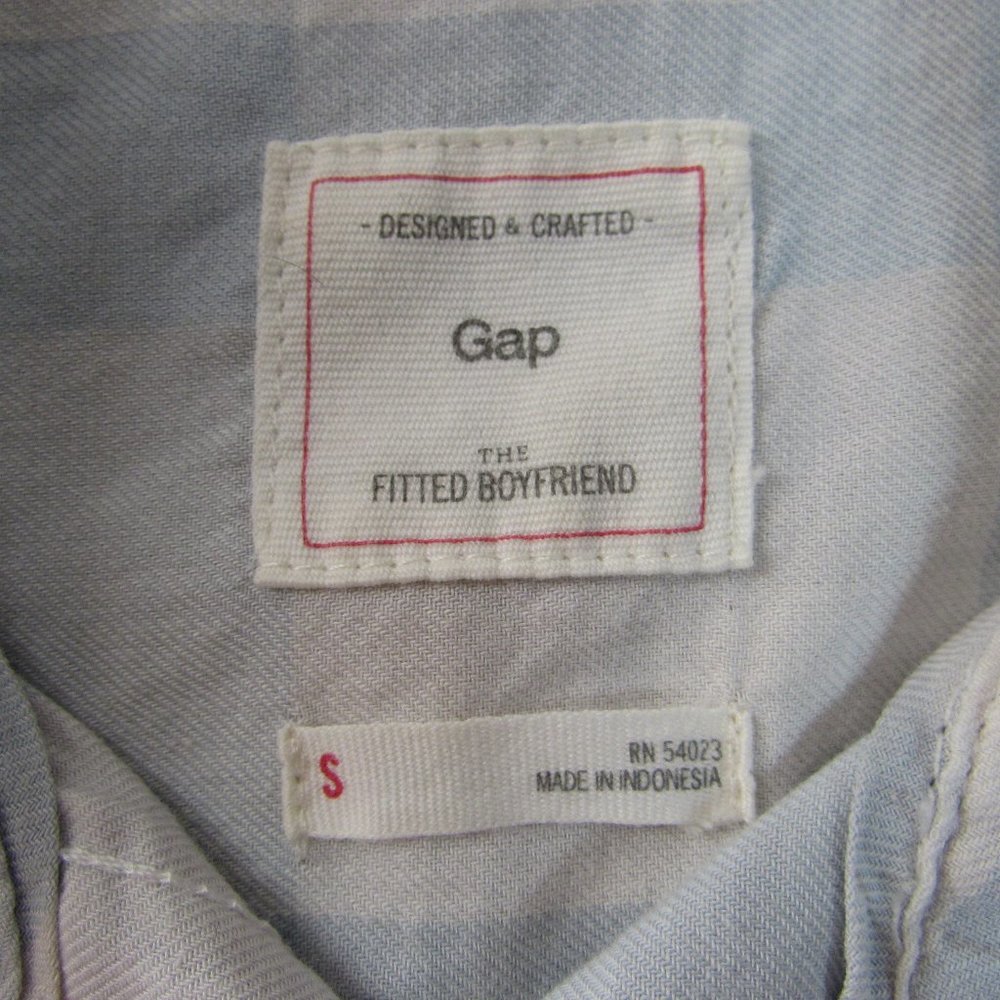 - DESIGNED & CRAFTED -
Gap
THE
FITTED BOYFRIEND
S
RN 54023
MADE IN INDONESIA